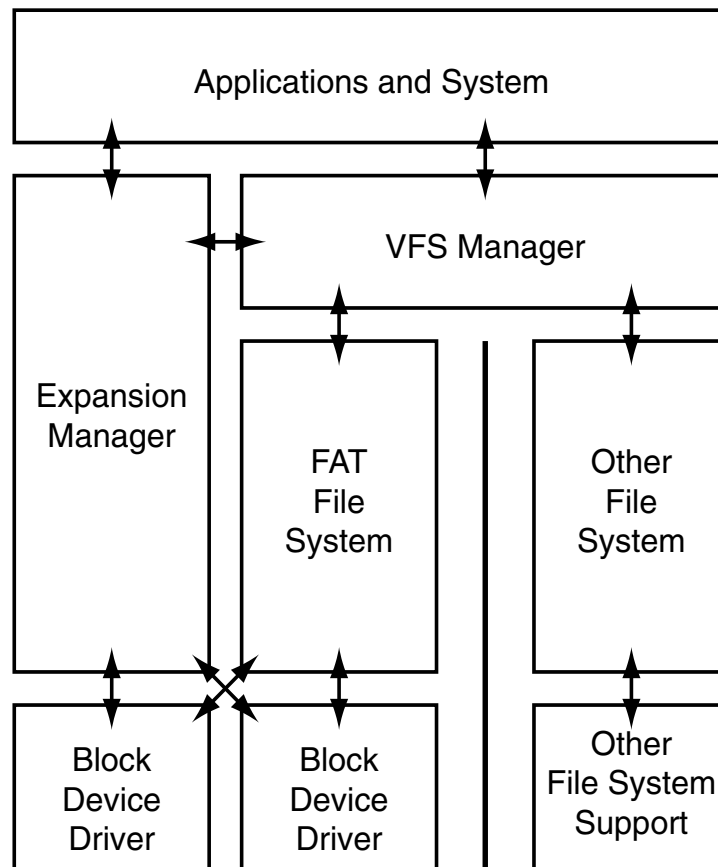 Applications and System
VFS Manager
Expansion
Manager
FAT
File
System
Other
File
System
Block
Device
Driver
Block
Device
Driver
Other
File System
Support